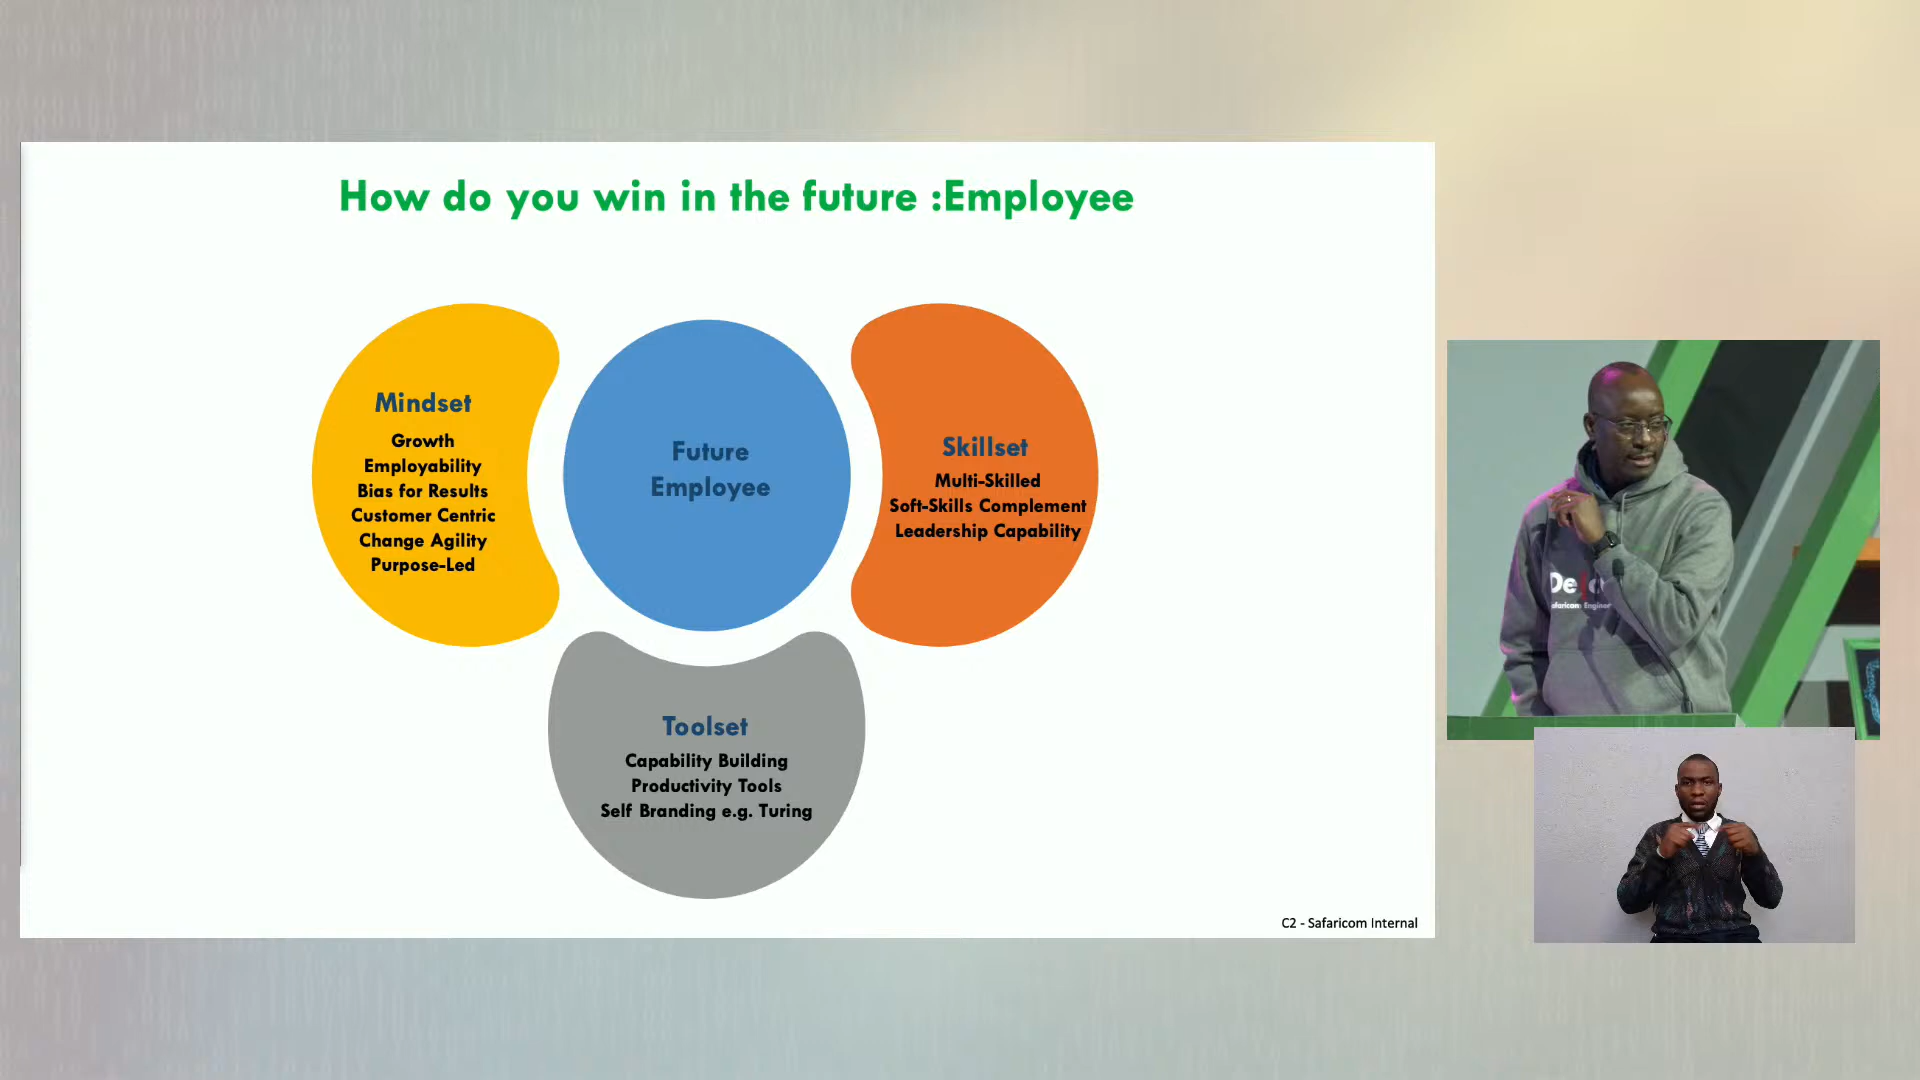 How do you win in the future :Employee
Mindset
Growth
Employability
Bias for Results
Customer Centric
Change Agility
Purpose-Led
Future
Employee
Skillset
Multi-Skilled
Soft-Skills Complement
Leadership Capability
Toolset
Capability Building
Productivity Tools
Self Branding e.g. Turing
C2 - Safaricom Internal